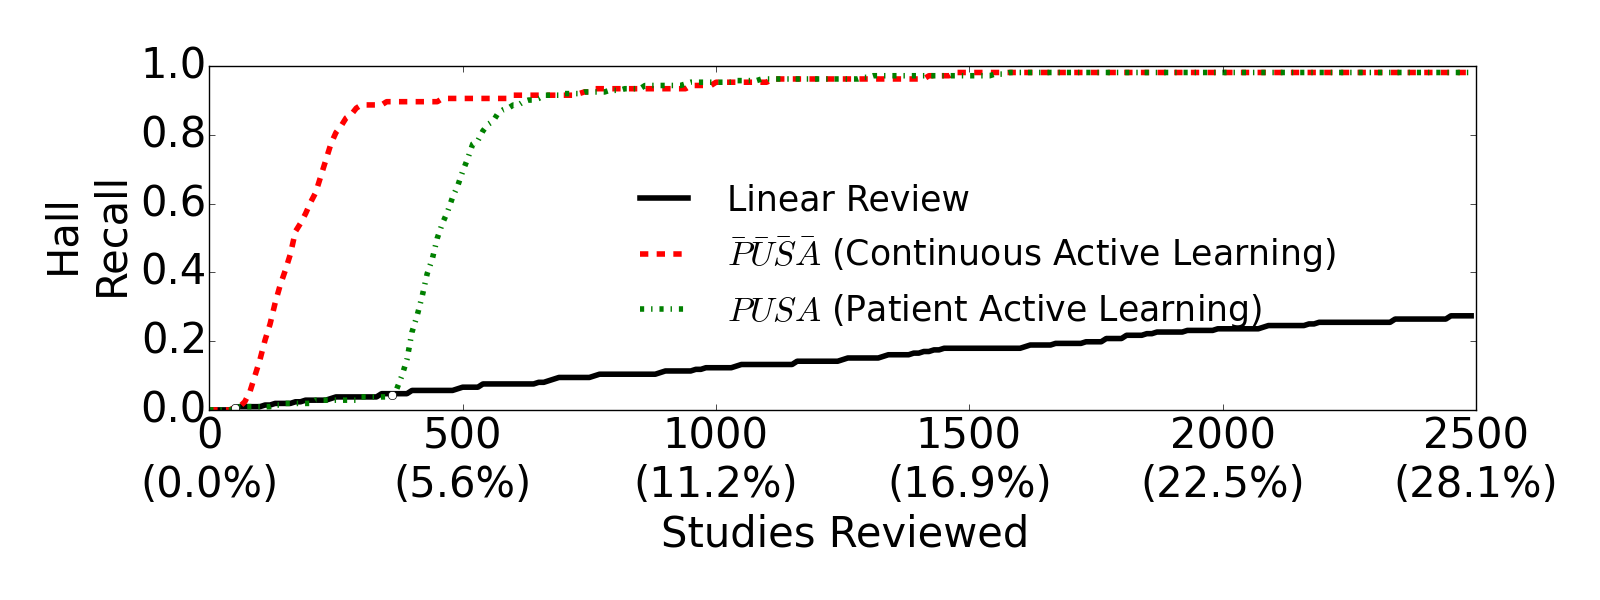 Hall
Recall
1.0
0.8
0.6
0.4
0.2
0.0
Linear Review
P̄ŪS̄Ā (Continuous Active Learning)
PUSA (Patient Active Learning)
0 500 1000 1500 2000 2500
(0.0%) (5.6%) (11.2%) (16.9%) (22.5%) (28.1%)
Studies Reviewed